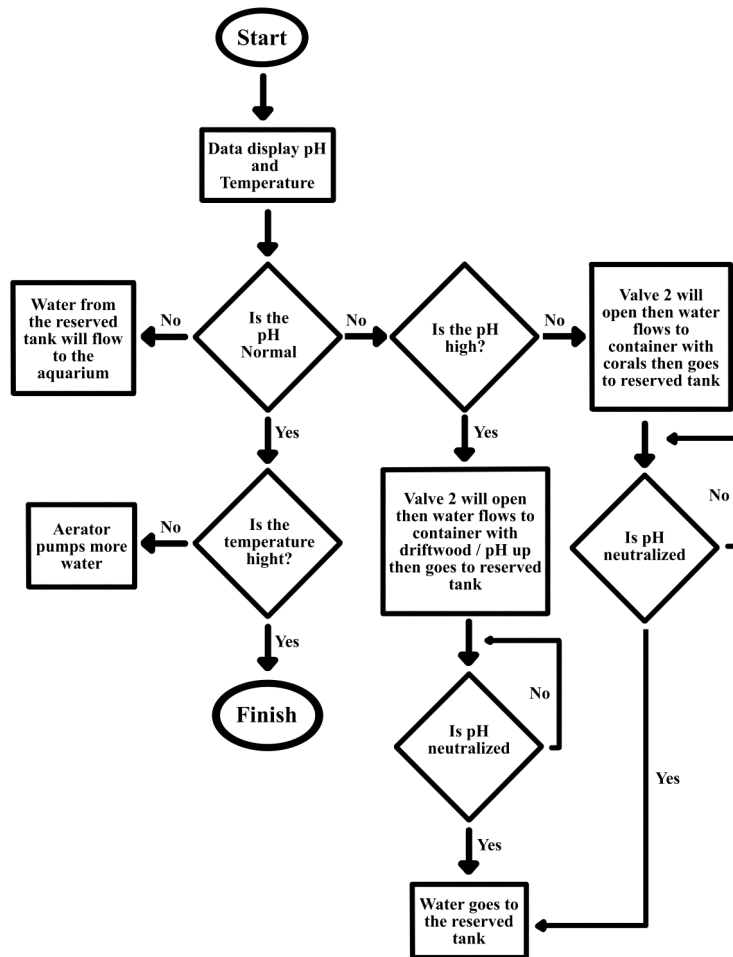 Start
Data display pH
and
Temperature
Water from
the reserved
tank will flow
to the
aquarium
No
Is the
pH
Normal
No
Is the pH
high?
No
Valve 2 will
open then water
flows to
container with
corals then goes
to reserved tank
Yes
Yes
Aerator
pumps more
water
No
Is the
temperature
hight?
Valve 2 will open
then water flows to
container with
driftwood / pH up
then goes to reserved
tank
Is pH
neutralized
No
Yes
Finish
Is pH
neutralized
No
Yes
Yes
Water goes to
the reserved
tank